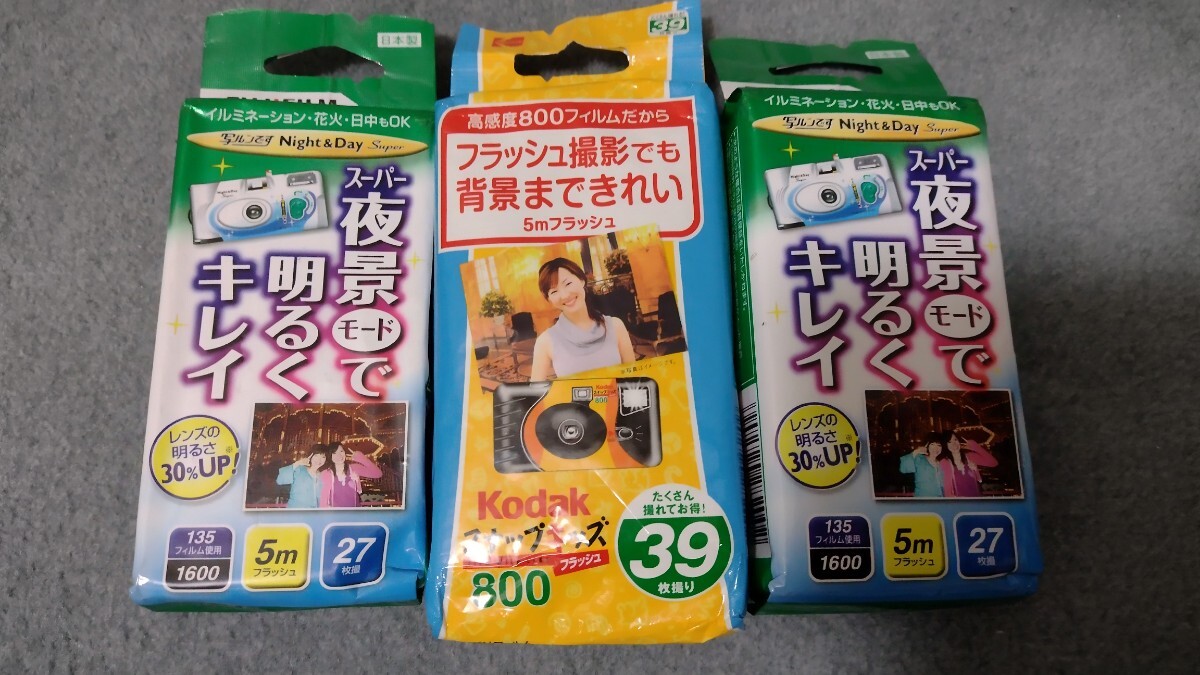 日本製
FUJIFILM
イルミネーション・花火・日中もOK
写ルンです Night&Day Super
スーパー
夜景モードで
明るく
キレイ
レンズの
明るさ
30%UP!
135
フィルム使用
1600
5m
フラッシュ
27
枚撮
39
高感度800フィルムだから
フラッシュ撮影でも
背景まできれい
5mフラッシュ
Kodak
スナップキッズ
フラッシュ
800
たくさん
撮れてお得!
39
枚撮り
イルミネーション・花火・日中もOK
写ルンです Night&Day Super
スーパー
夜景モードで
明るく
キレイ
レンズの
明るさ
30%UP!
135
フィルム使用
1600
5m
フラッシュ
27
枚撮